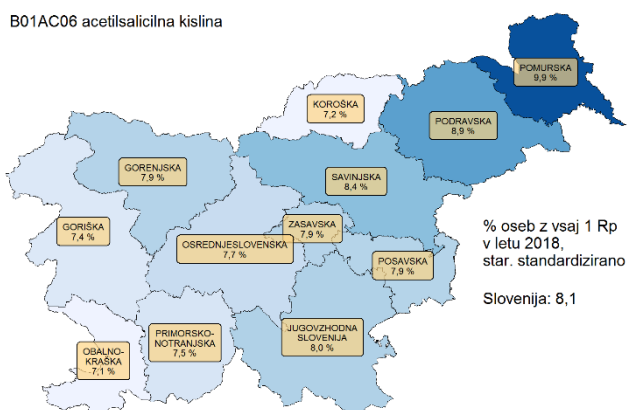 B01AC06 acetilsalicilna kislina
POMURSKA
9,9 %
KOROŠKA
7,2 %
PODRAVSKA
8,9 %
GORENJSKA
7,9 %
SAVINJSKA
8,4 %
ZASAVSKA
7,9 %
GORIŠKA
7,4 %
OSREDNJESLOVENSKA
7,7 %
POSAVSKA
7,9 %
% oseb z vsaj 1 Rp
v letu 2018,
star. standardizirano
Slovenija: 8,1
PRIMORSKO-
NOTRANJSKA
7,5 %
JUGOVZHODNA
SLOVENIJA
8,0 %
OBALNO-
KRAŠKA
7,1 %